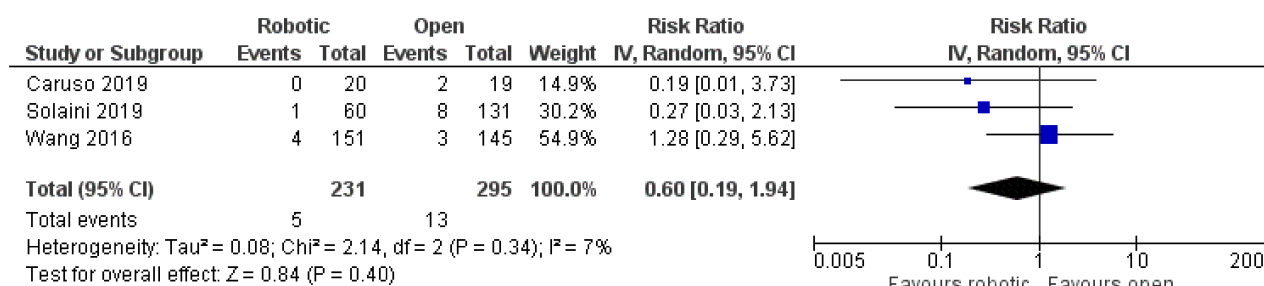 Robotic Open Risk Ratio Risk Ratio
Study or Subgroup Events Total Events Total Weight IV, Random, 95% CI IV, Random, 95% CI
Caruso 2019 0 20 2 19 14.9% 0.19 [0.01, 3.73]
Solaini 2019 1 60 8 131 30.2% 0.27 [0.03, 2.13]
Wang 2016 4 151 3 145 54.9% 1.28 [0.29, 5.62]
Total (95% CI) 231 295 100.0% 0.60 [0.19, 1.94]
Total events 5 13
Heterogeneity: Tau² = 0.08; Chi² = 2.14, df = 2 (P = 0.34); I² = 7%
Test for overall effect: Z = 0.84 (P = 0.40)
0.005 0.1 1 10 200
Favours robotic Favours open